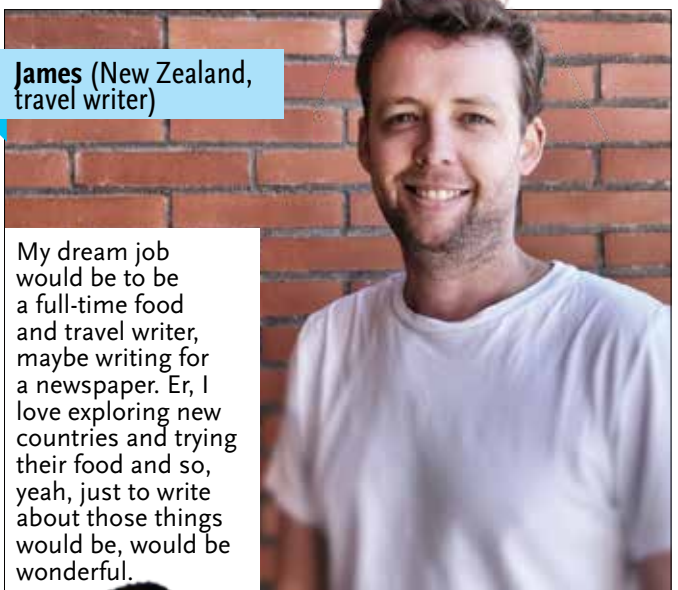 James (New Zealand,
travel writer)
My dream job
would be to be
a full-time food
and travel writer,
maybe writing for
a newspaper. Er, I
love exploring new
countries and trying
their food and so,
yeah, just to write
about those things
would be, would be
wonderful.